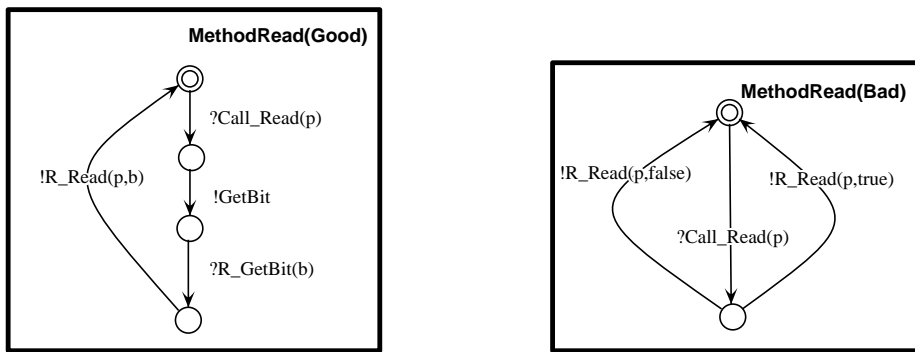 MethodRead(Good)
?Call_Read(p)
!R_Read(p,b)
!GetBit
?R_GetBit(b)
MethodRead(Bad)
!R_Read(p,false)
!R_Read(p,true)
?Call_Read(p)